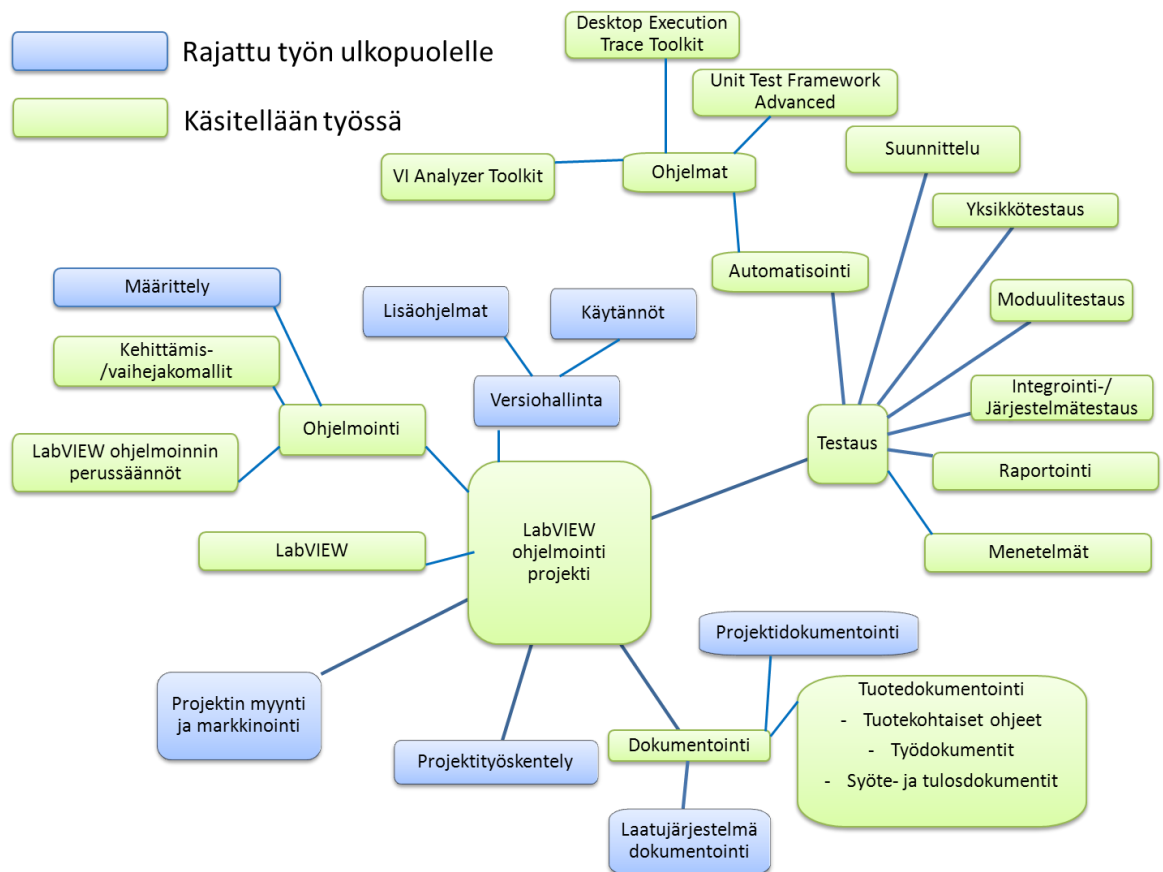 Rajattu työn ulkopuolelle
Käsitellään työssä
Desktop Execution
Trace Toolkit
Unit Test Framework
Advanced
VI Analyzer Toolkit
Ohjelmat
Suunnittelu
Yksikkötestaus
Automatisointi
Moduulitestaus
Määrittely
Lisäohjelmat
Käytännöt
Kehittämis-
/vaihejakomallit
Versiohallinta
Integrointi-/
Järjestelmätestaus
Ohjelmointi
Testaus
LabVIEW ohjelmoinnin
perussäännöt
Raportointi
LabVIEW
LabVIEW
ohjelmointi
projekti
Menetelmät
Projektidokumentointi
Projektin myynti
ja markkinointi
Tuotedokumentointi
- Tuotekohtaiset ohjeet
- Työdokumentit
- Syöte- ja tulosdokumentit
Projektityöskentely
Dokumentointi
Laatujärjestelmä
dokumentointi